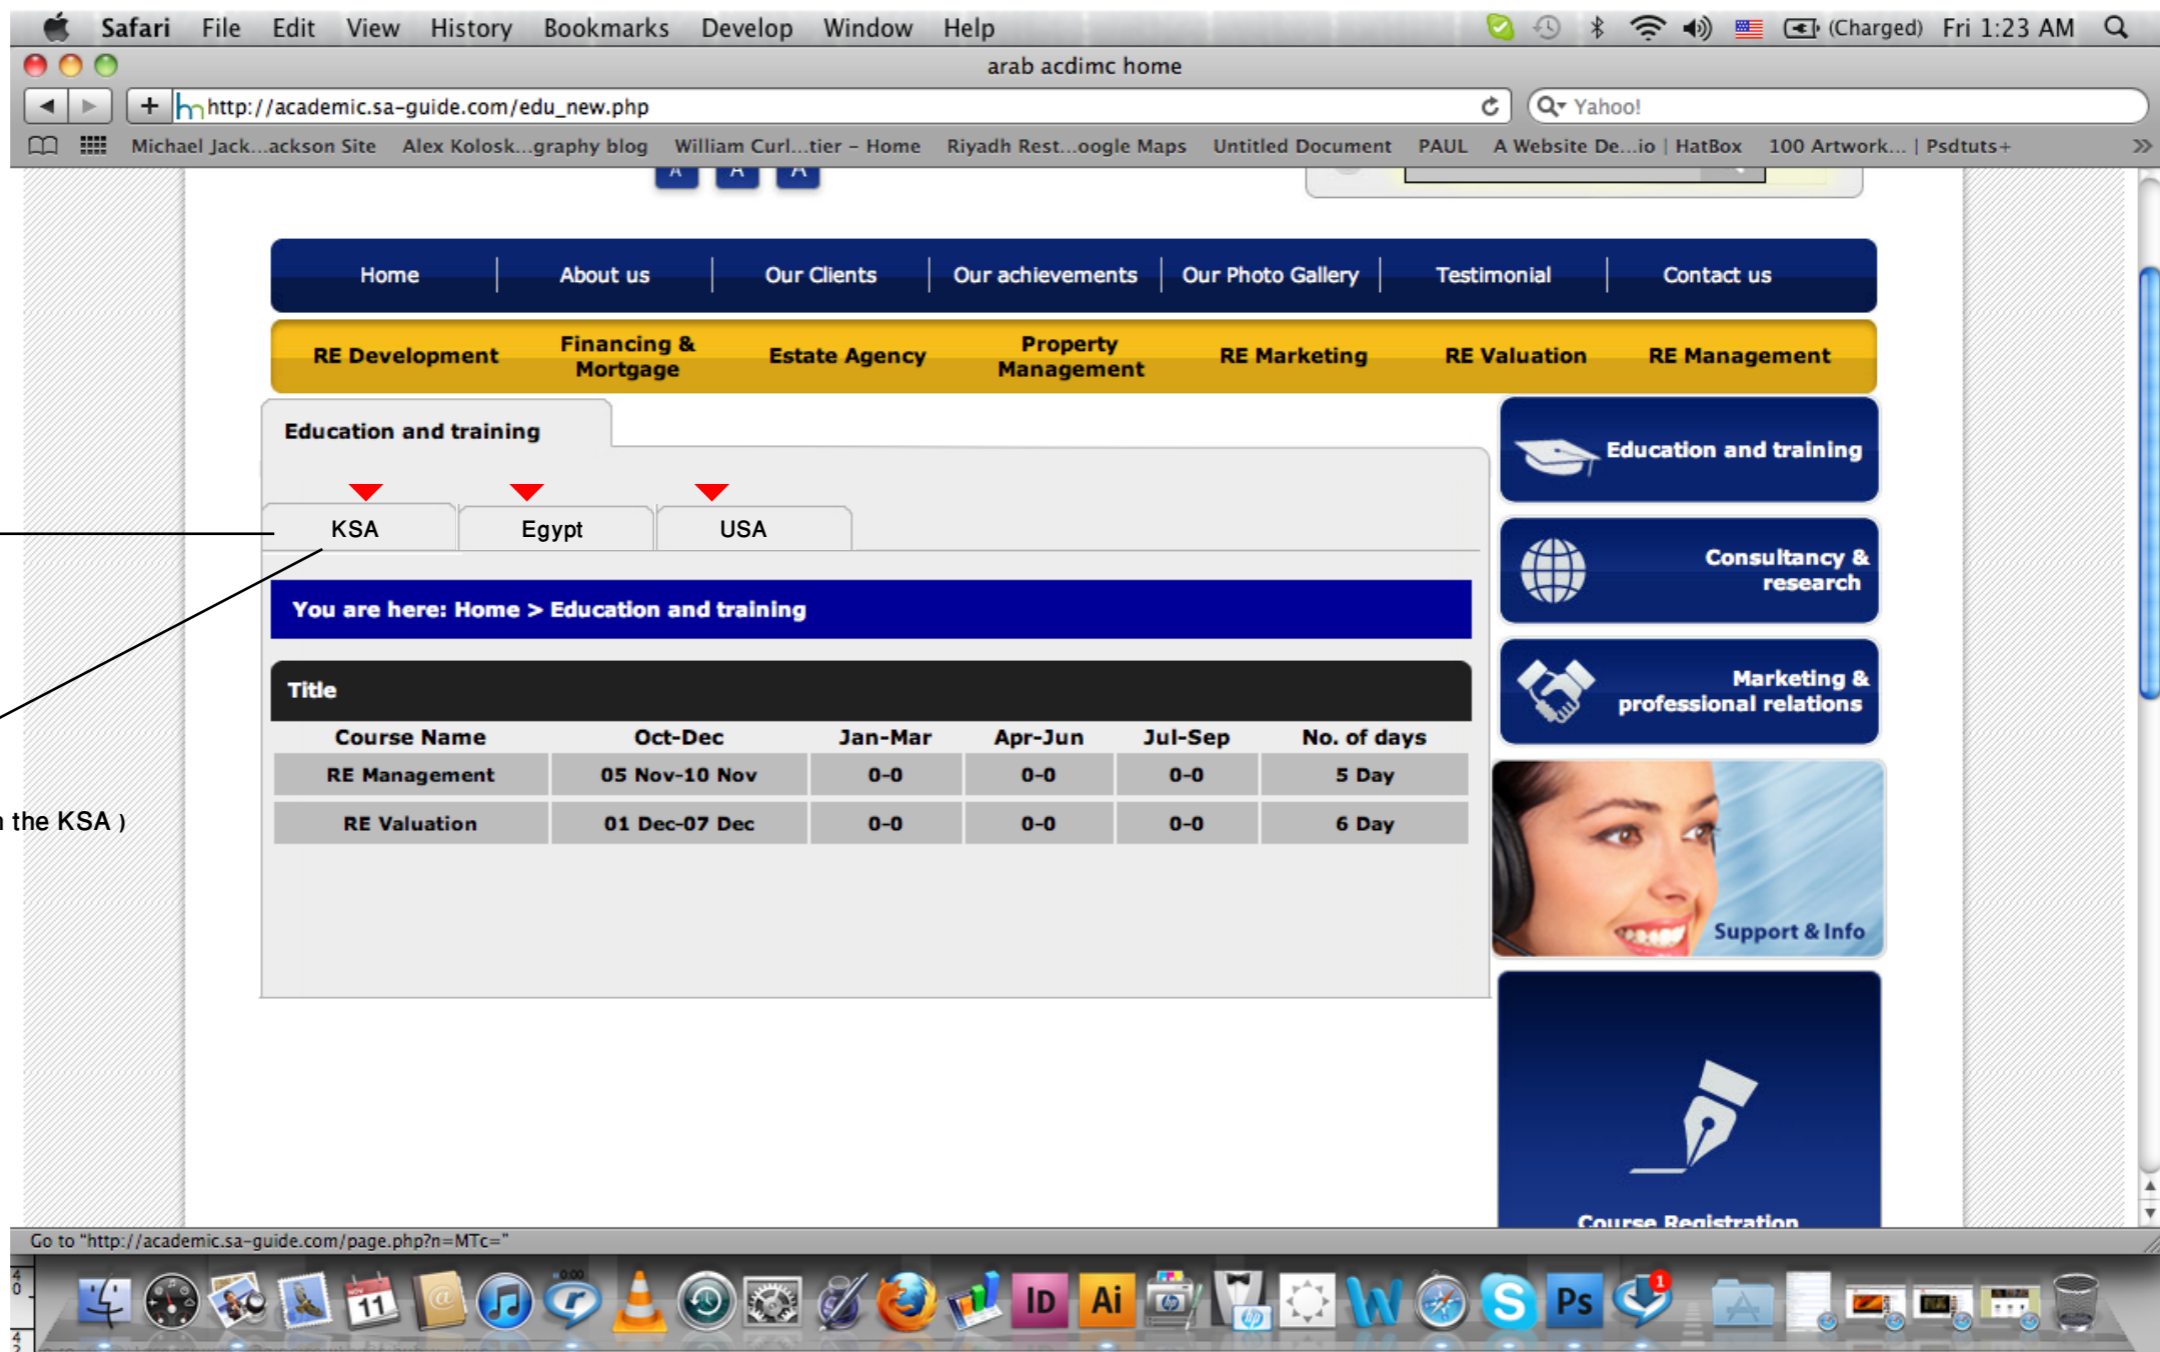 Safari File Edit View History Bookmarks Develop Window Help (Charged) Fri 1:23 AM
arab acdimc home
http://academic.sa-guide.com/edu_new.php Yahoo!
Michael Jack...ackson Site Alex Kolosk...graphy blog William Curl...tier – Home Riyadh Rest...oogle Maps Untitled Document PAUL A Website De...io | HatBox 100 Artwork... | Psdtuts+
A A A
Home About us Our Clients Our achievements Our Photo Gallery Testimonial Contact us
RE Development Financing & Mortgage Estate Agency Property Management RE Marketing RE Valuation RE Management
Education and training
KSA Egypt USA
You are here: Home > Education and training
Title
Course Name Oct-Dec Jan-Mar Apr-Jun Jul-Sep No. of days
RE Management 05 Nov-10 Nov 0-0 0-0 0-0 5 Day
RE Valuation 01 Dec-07 Dec 0-0 0-0 0-0 6 Day
the KSA )
Education and training
Consultancy &
research
Marketing &
professional relations
Support & Info
Course Registration
Go to "http://academic.sa-guide.com/page.php?n=MTc="
NOV
11
0:00
ID Ai W S Ps 1